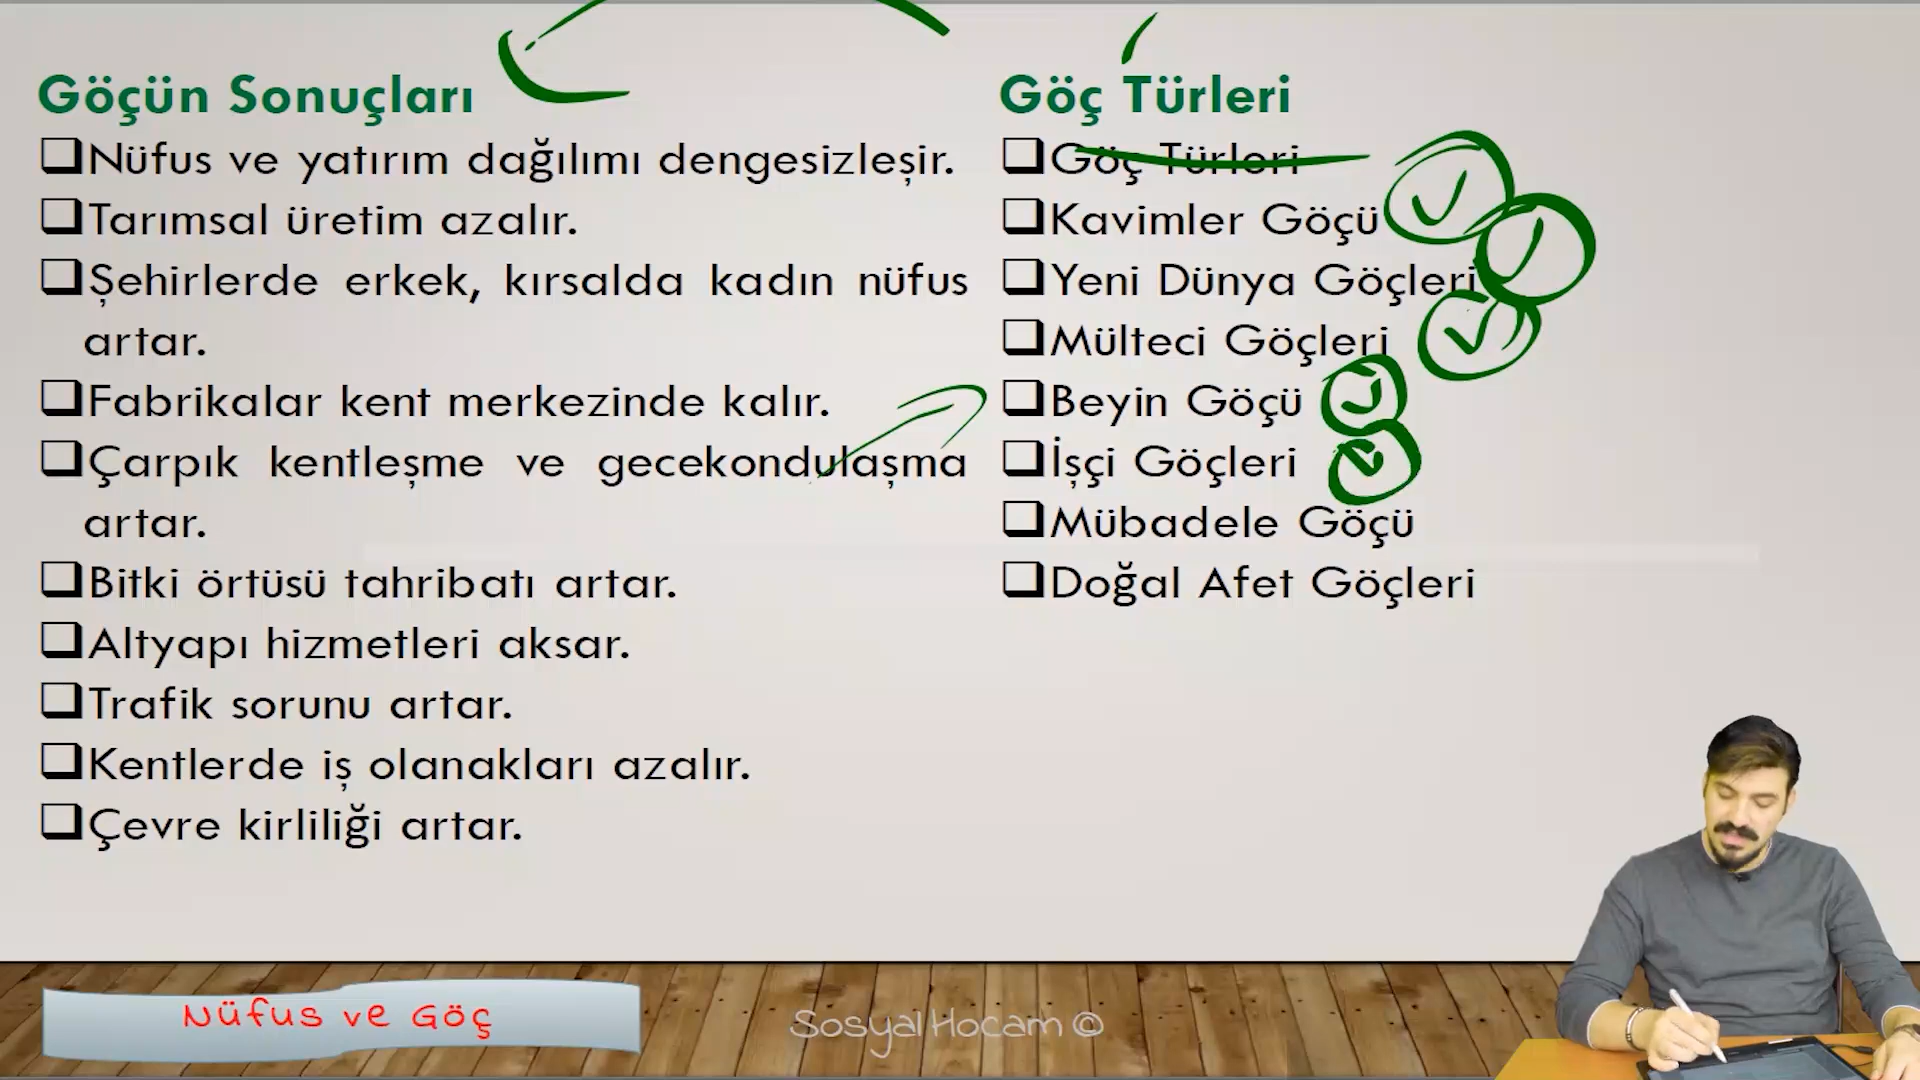 Göçün Sonuçları
❑Nüfus ve yatırım dağılımı dengesizleşir.
❑Tarımsal üretim azalır.
❑Şehirlerde erkek, kırsalda kadın nüfus
artar.
❑Fabrikalar kent merkezinde kalır.
❑Çarpık kentleşme ve gecekondulaşma
artar.
❑Bitki örtüsü tahribatı artar.
❑Altyapı hizmetleri aksar.
❑Trafik sorunu artar.
❑Kentlerde iş olanakları azalır.
❑Çevre kirliliği artar.
Göç Türleri
❑Göç Türleri
❑Kavimler Göçü
❑Yeni Dünya Göçleri
❑Mülteci Göçleri
❑Beyin Göçü
❑İşçi Göçleri
❑Mübadele Göçü
❑Doğal Afet Göçleri
Nüfus ve Göç
Sosyal Hocam ©